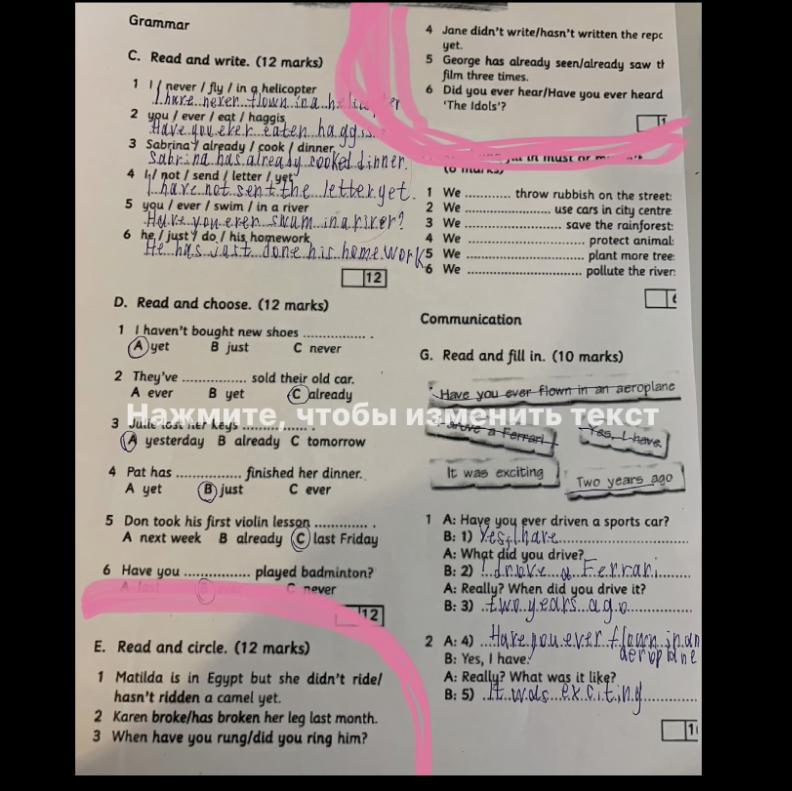 Grammar
C. Read and write. (12 marks)
1 I / never / fly / in a helicopter
I have never flown in a helicopter
2 you / ever / eat / haggis
Have you ever eaten haggis
3 Sabrina / already / cook / dinner
Sabrina has already cooked dinner.
4 I / not / send / letter / yet
I have not sent the letter yet.
5 you / ever / swim / in a river
Have you ever swum in a river?
6 he / just / do / his homework
He has just done his homework
12
D. Read and choose. (12 marks)
1 I haven't bought new shoes ............ .
A yet B just C never
2 They've ............ sold their old car.
A ever B yet C already
3 Julie lost her keys ............ .
A yesterday B already C tomorrow
4 Pat has ............ finished her dinner.
A yet B just C ever
5 Don took his first violin lesson ............ .
A next week B already C last Friday
6 Have you ............ played badminton?
A last B ever C never
12
E. Read and circle. (12 marks)
1 Matilda is in Egypt but she didn't ride/
hasn't ridden a camel yet.
2 Karen broke/has broken her leg last month.
3 When have you rung/did you ring him?
4 Jane didn't write/hasn't written the repo
yet.
5 George has already seen/already saw th
film three times.
6 Did you ever hear/Have you ever heard
'The Idols'?
1
in must or
(6 marks)
1 We ............ throw rubbish on the street
2 We ............ use cars in city centre
3 We ............ save the rainforest
4 We ............ protect animal
5 We ............ plant more tree
6 We ............ pollute the river
6
Communication
G. Read and fill in. (10 marks)
Have you ever flown in an aeroplane
drove a Ferrari
Yes, I have.
It was exciting
Two years ago
1 A: Have you ever driven a sports car?
B: 1) Yes, I have
A: What did you drive?
B: 2) I drove a Ferrari
A: Really? When did you drive it?
B: 3) two years ago
2 A: 4) Have you ever flown in an
aeroplane
B: Yes, I have.
A: Really? What was it like?
B: 5) It was exciting
1
Нажмите, чтобы изменить текст